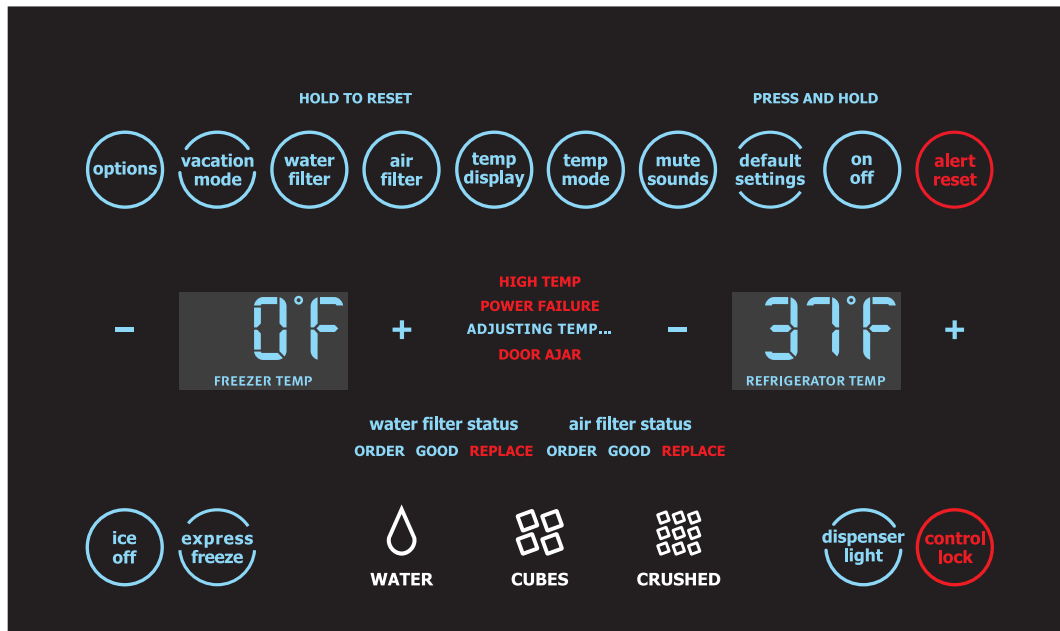 HOLD TO RESET
PRESS AND HOLD
options
vacation
mode
water
filter
air
filter
temp
display
temp
mode
mute
sounds
default
settings
on
off
alert
reset
HIGH TEMP
POWER FAILURE
ADJUSTING TEMP...
DOOR AJAR
– 0°F +
FREEZER TEMP
– 37°F +
REFRIGERATOR TEMP
water filter status
ORDER GOOD REPLACE
air filter status
ORDER GOOD REPLACE
ice
off
express
freeze
WATER
CUBES
CRUSHED
dispenser
light
control
lock